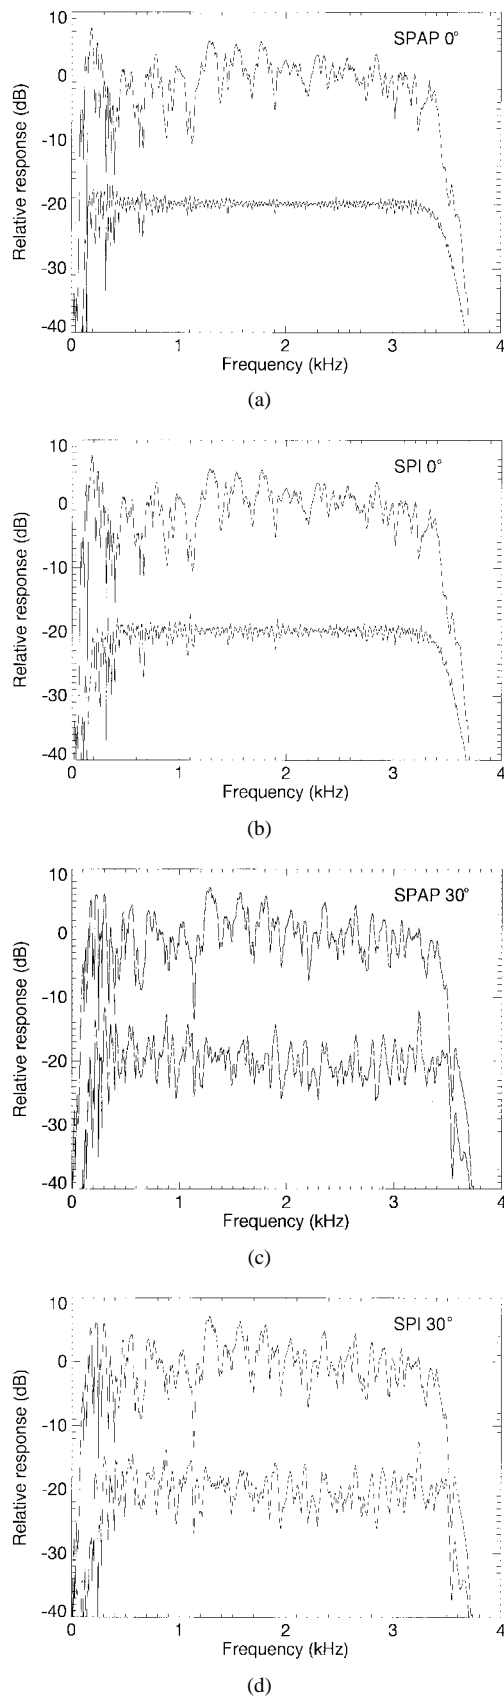 10
SPAP 0°
0
-10
-20
-30
-40
Relative response (dB)
0 1 2 3 4
Frequency (kHz)
(a)
10
SPI 0°
0
-10
-20
-30
-40
Relative response (dB)
0 1 2 3 4
Frequency (kHz)
(b)
10
SPAP 30°
0
-10
-20
-30
-40
Relative response (dB)
0 1 2 3 4
Frequency (kHz)
(c)
10
SPI 30°
0
-10
-20
-30
-40
Relative response (dB)
0 1 2 3 4
Frequency (kHz)
(d)